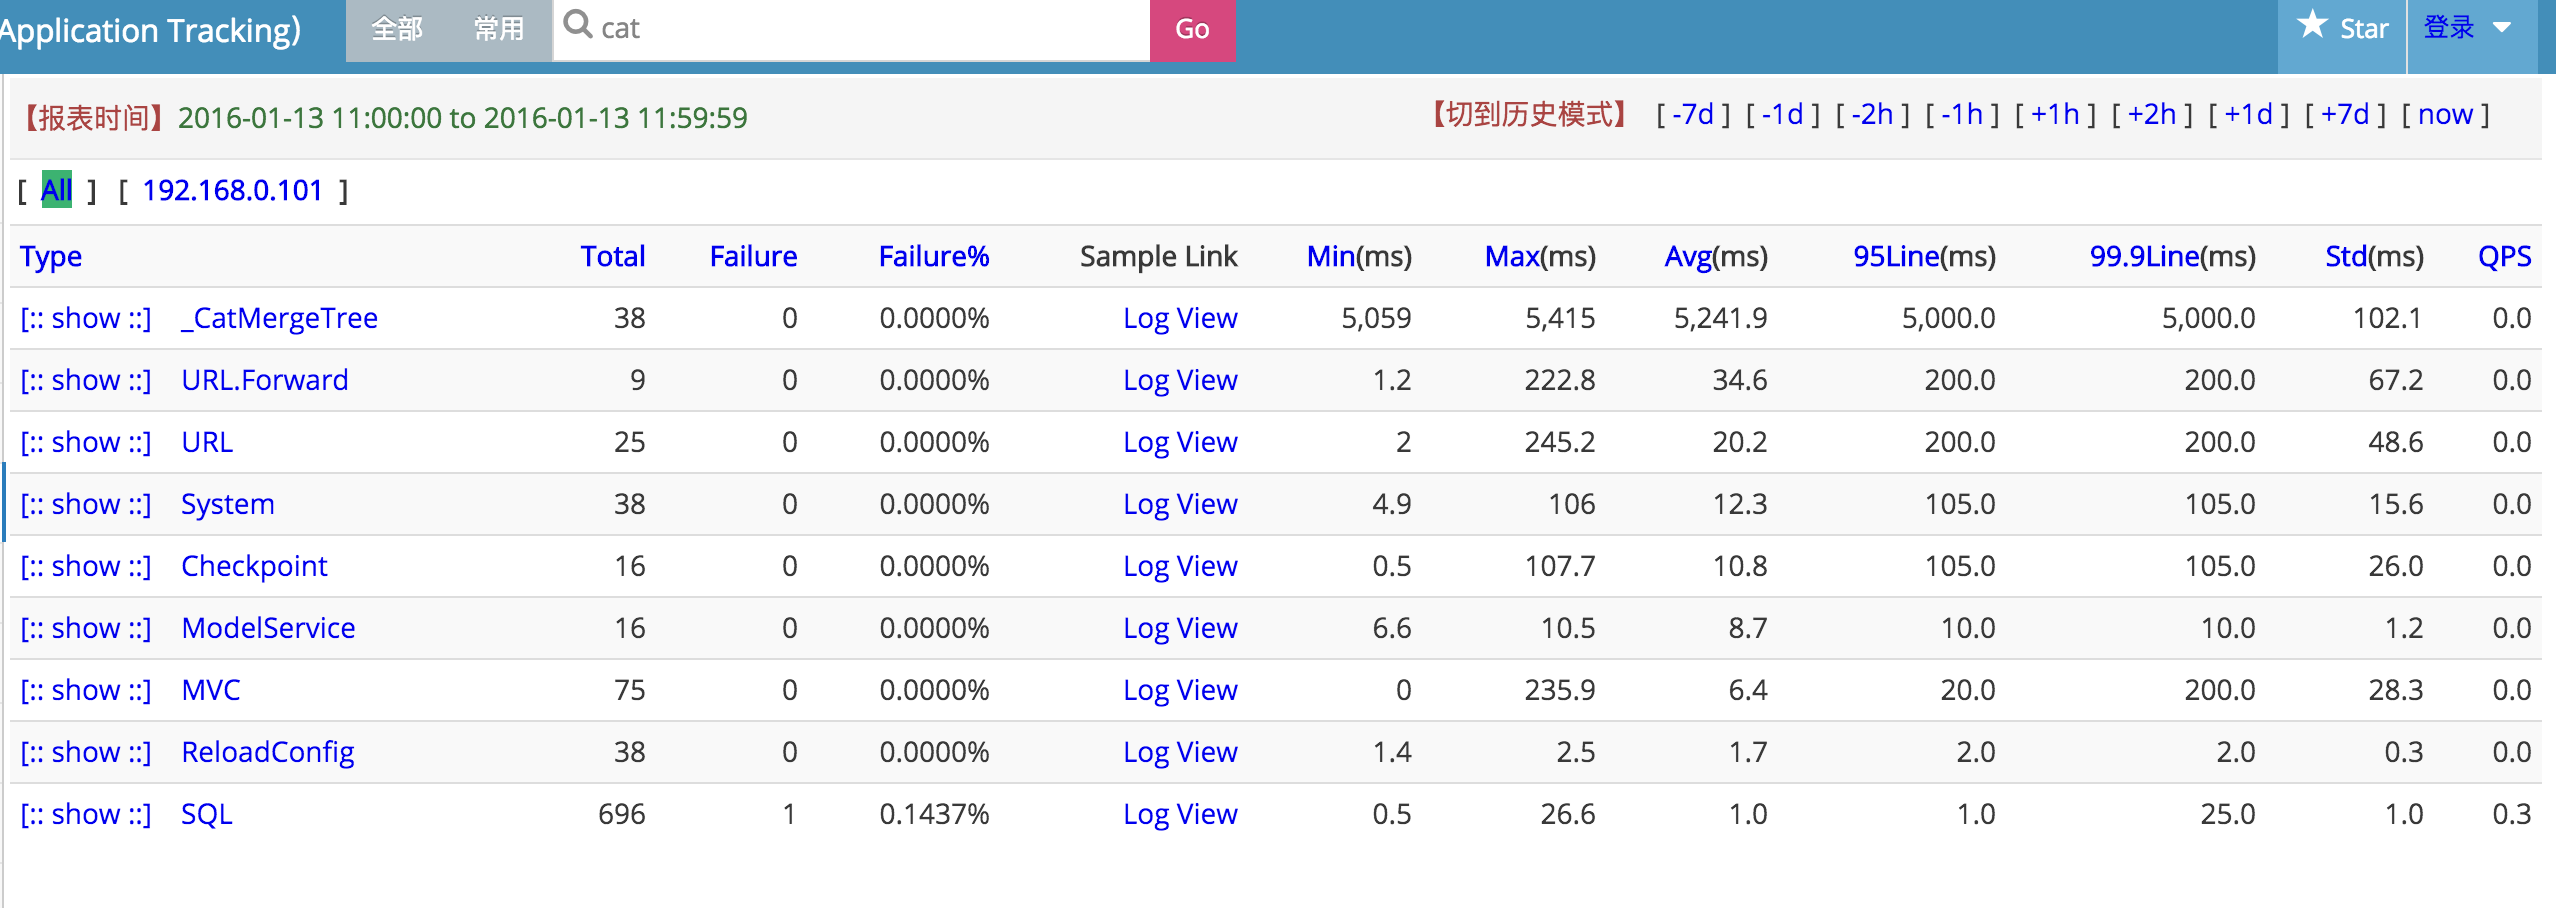 Application Tracking) 全部 常用 cat Go Star 登录
【报表时间】2016-01-13 11:00:00 to 2016-01-13 11:59:59 【切到历史模式】 [ -7d ] [ -1d ] [ -2h ] [ -1h ] [ +1h ] [ +2h ] [ +1d ] [ +7d ] [ now ]
[ All ] [ 192.168.0.101 ]
Type Total Failure Failure% Sample Link Min(ms) Max(ms) Avg(ms) 95Line(ms) 99.9Line(ms) Std(ms) QPS
[:: show ::] _CatMergeTree 38 0 0.0000% Log View 5,059 5,415 5,241.9 5,000.0 5,000.0 102.1 0.0
[:: show ::] URL.Forward 9 0 0.0000% Log View 1.2 222.8 34.6 200.0 200.0 67.2 0.0
[:: show ::] URL 25 0 0.0000% Log View 2 245.2 20.2 200.0 200.0 48.6 0.0
[:: show ::] System 38 0 0.0000% Log View 4.9 106 12.3 105.0 105.0 15.6 0.0
[:: show ::] Checkpoint 16 0 0.0000% Log View 0.5 107.7 10.8 105.0 105.0 26.0 0.0
[:: show ::] ModelService 16 0 0.0000% Log View 6.6 10.5 8.7 10.0 10.0 1.2 0.0
[:: show ::] MVC 75 0 0.0000% Log View 0 235.9 6.4 20.0 200.0 28.3 0.0
[:: show ::] ReloadConfig 38 0 0.0000% Log View 1.4 2.5 1.7 2.0 2.0 0.3 0.0
[:: show ::] SQL 696 1 0.1437% Log View 0.5 26.6 1.0 1.0 25.0 1.0 0.3